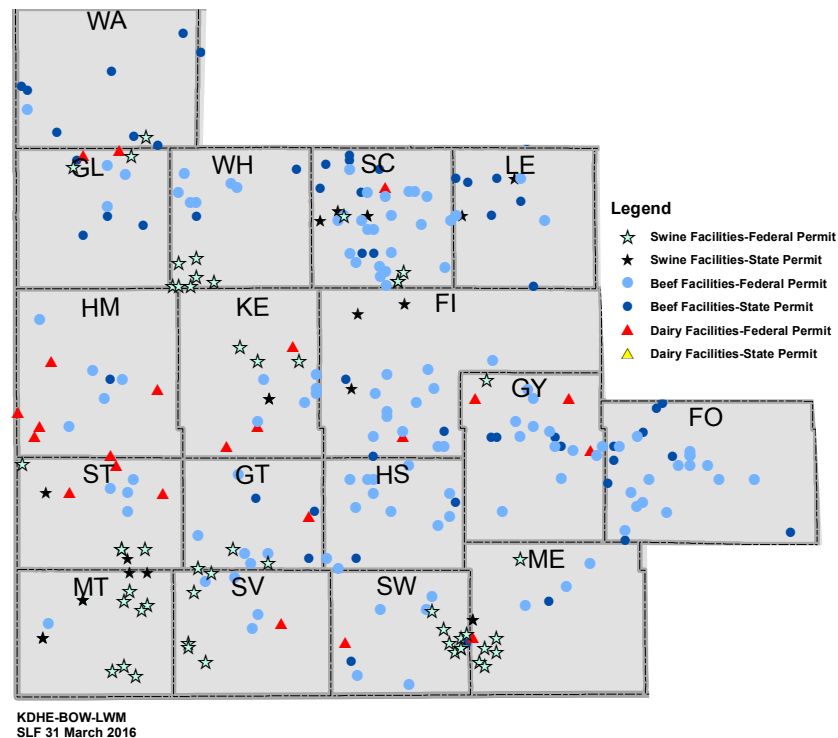 WA
GL
WH
SC
LE
Legend
Swine Facilities-Federal Permit
Swine Facilities-State Permit
Beef Facilities-Federal Permit
Beef Facilities-State Permit
Dairy Facilities-Federal Permit
Dairy Facilities-State Permit
HM
KE
FI
GY
FO
ST
GT
HS
MT
SV
SW
ME
KDHE-BOW-LWM
SLF 31 March 2016